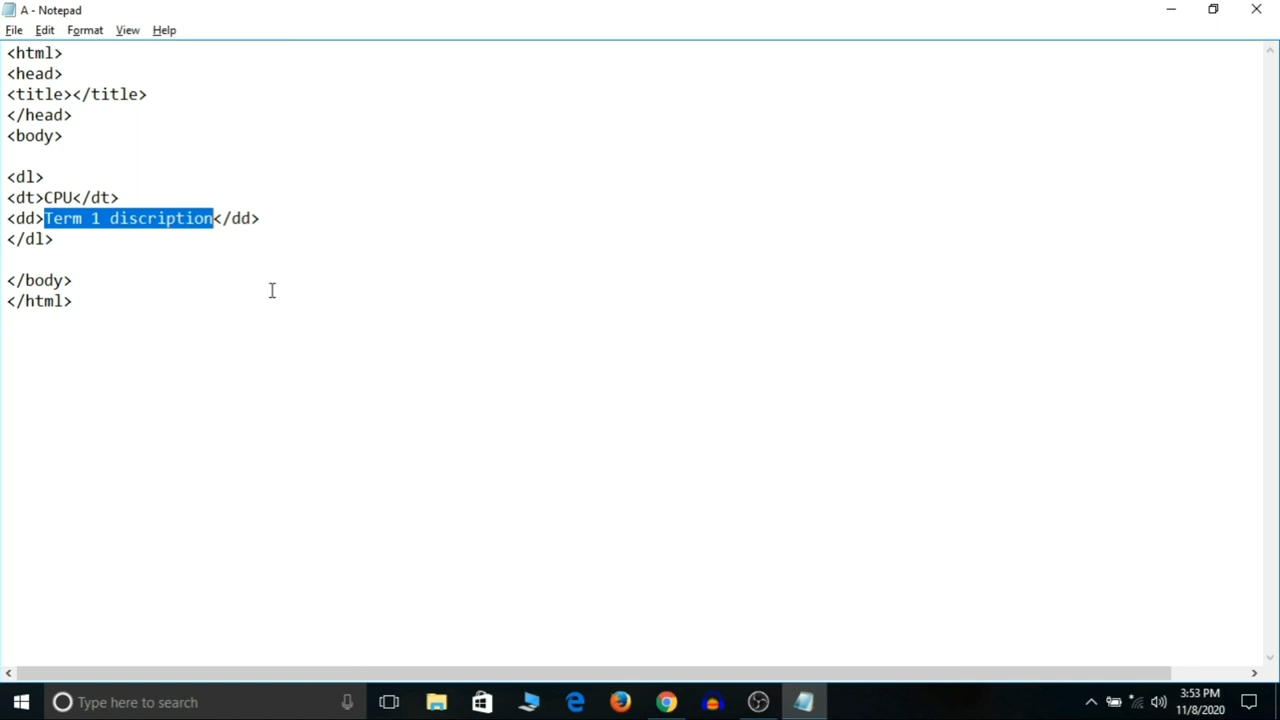 A - Notepad
File Edit Format View Help
<html>
<head>
<title></title>
</head>
<body>
<dl>
<dt>CPU</dt>
<dd>Term 1 discription</dd>
</dl>
</body>
</html>
Type here to search
3:53 PM
11/8/2020